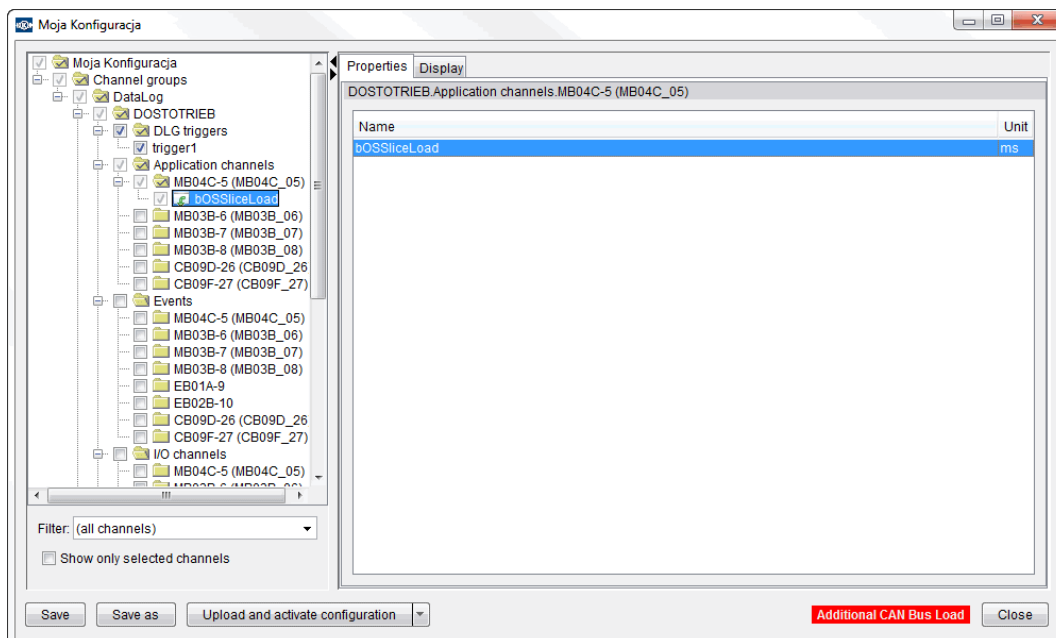 Moja Konfiguracja
Moja Konfiguracja
Channel groups
DataLog
DOSTOTRIEB
DLG triggers
trigger1
Application channels
MB04C-5 (MB04C_05)
bOSSliceLoad
MB03B-6 (MB03B_06)
MB03B-7 (MB03B_07)
MB03B-8 (MB03B_08)
CB09D-26 (CB09D_26
CB09F-27 (CB09F_27)
Events
MB04C-5 (MB04C_05)
MB03B-6 (MB03B_06)
MB03B-7 (MB03B_07)
MB03B-8 (MB03B_08)
EB01A-9
EB02B-10
CB09D-26 (CB09D_26
CB09F-27 (CB09F_27)
I/O channels
MB04C-5 (MB04C_05)
Filter: (all channels)
Show only selected channels
Properties Display
DOSTOTRIEB.Application channels.MB04C-5 (MB04C_05)
Name Unit
bOSSliceLoad ms
Save Save as Upload and activate configuration Additional CAN Bus Load Close